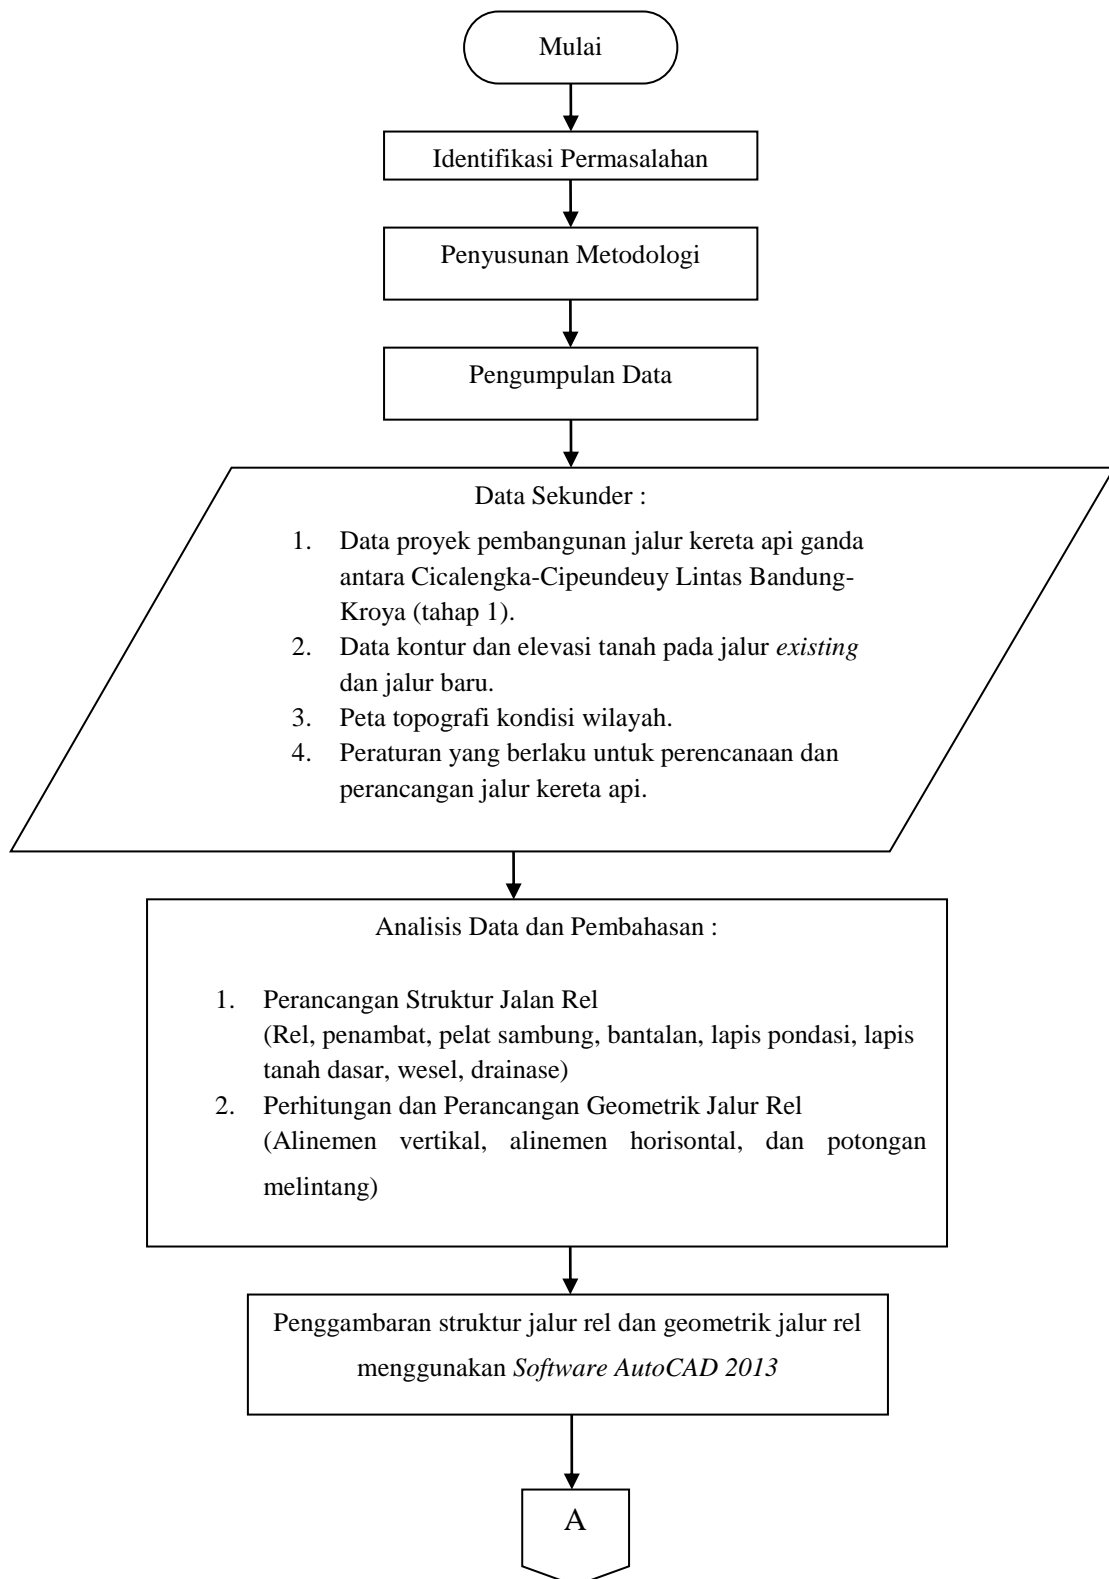 Mulai
Identifikasi Permasalahan
Penyusunan Metodologi
Pengumpulan Data
Data Sekunder :
1. Data proyek pembangunan jalur kereta api ganda
antara Cicalengka-Cipeundeuy Lintas Bandung-
Kroya (tahap 1).
2. Data kontur dan elevasi tanah pada jalur existing
dan jalur baru.
3. Peta topografi kondisi wilayah.
4. Peraturan yang berlaku untuk perencanaan dan
perancangan jalur kereta api.
Analisis Data dan Pembahasan :
1. Perancangan Struktur Jalan Rel
(Rel, penambat, pelat sambung, bantalan, lapis pondasi, lapis
tanah dasar, wesel, drainase)
2. Perhitungan dan Perancangan Geometrik Jalur Rel
(Alinemen vertikal, alinemen horisontal, dan potongan
melintang)
Penggambaran struktur jalur rel dan geometrik jalur rel
menggunakan Software AutoCAD 2013
A